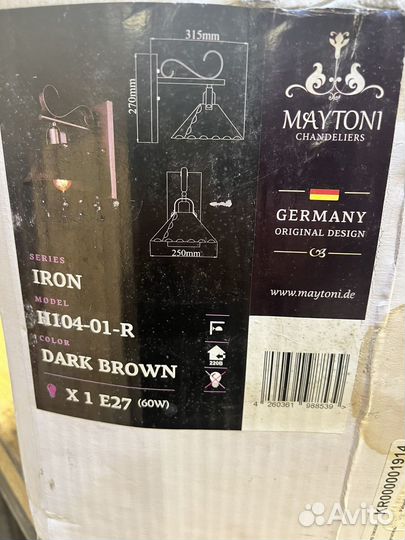 315mm
270mm
250mm
SERIES
IRON
MODEL
H104-01-R
COLOR
DARK BROWN
X 1 E27 (60W)
220В
MAYTONI
CHANDELIERS
GERMANY
ORIGINAL DESIGN
www.maytoni.de
4 260361 988539 >
KR000001914
Avito